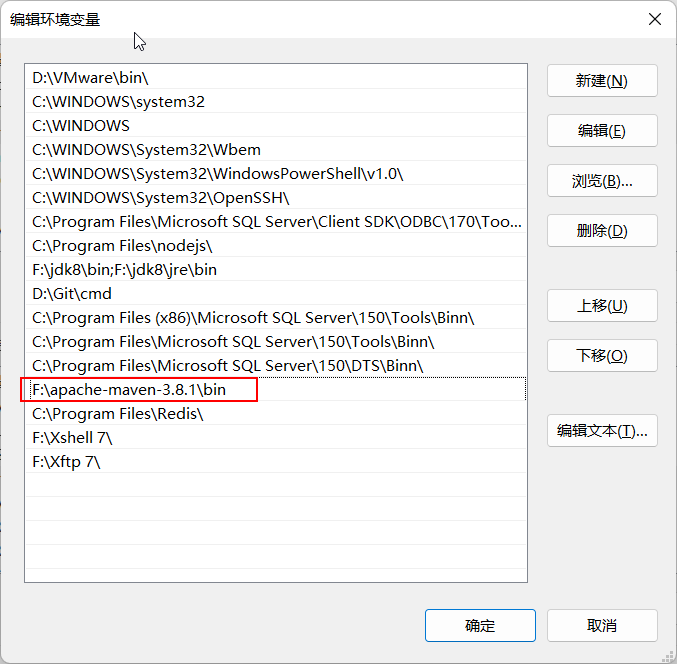 编辑环境变量
D:\VMware\bin\
C:\WINDOWS\system32
C:\WINDOWS
C:\WINDOWS\System32\Wbem
C:\WINDOWS\System32\WindowsPowerShell\v1.0\
C:\WINDOWS\System32\OpenSSH\
C:\Program Files\Microsoft SQL Server\Client SDK\ODBC\170\Too...
C:\Program Files\nodejs\
F:\jdk8\bin;F:\jdk8\jre\bin
D:\Git\cmd
C:\Program Files (x86)\Microsoft SQL Server\150\Tools\Binn\
C:\Program Files\Microsoft SQL Server\150\Tools\Binn\
C:\Program Files\Microsoft SQL Server\150\DTS\Binn\
F:\apache-maven-3.8.1\bin
C:\Program Files\Redis\
F:\Xshell 7\
F:\Xftp 7\
新建(N)
编辑(E)
浏览(B)...
删除(D)
上移(U)
下移(O)
编辑文本(T)...
确定
取消